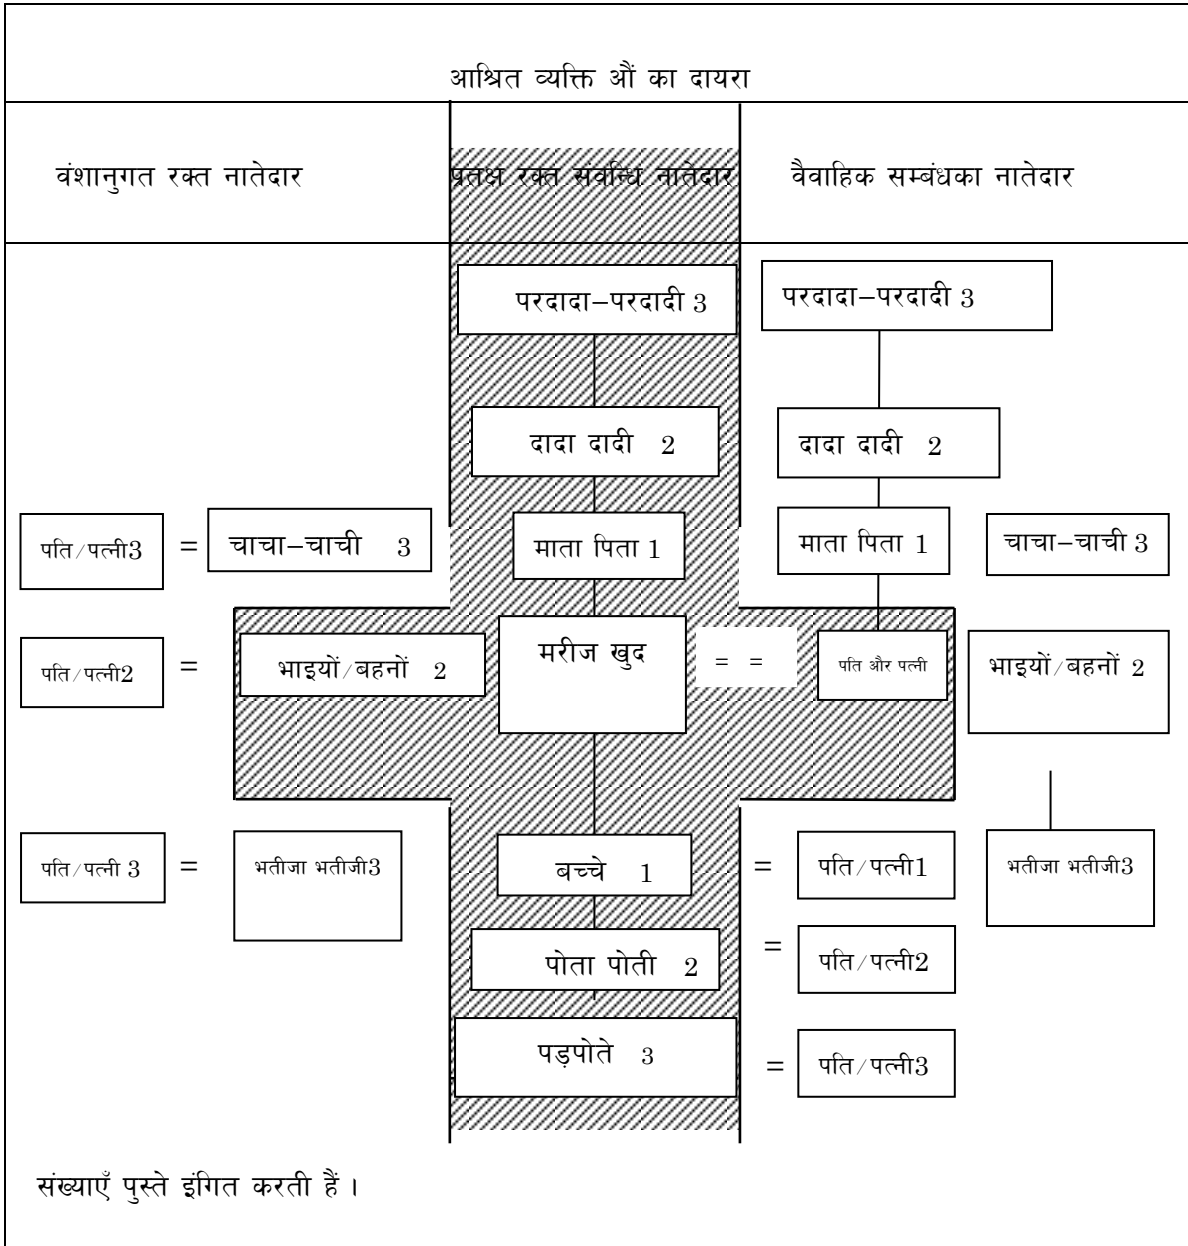 आश्रित व्यक्ति औं का दायरा
वंशानुगत रक्त नातेदार
प्रतक्ष रक्त संवन्धि नातेदार
वैवाहिक सम्बंधका नातेदार
परदादा-परदादी 3
परदादा-परदादी 3
दादा दादी 2
दादा दादी 2
पति/पत्नी3 = चाचा-चाची 3
माता पिता 1
माता पिता 1
चाचा-चाची 3
पति/पत्नी2 = भाइयों/बहनों 2
मरीज खुद = = पति और पत्नी
भाइयों/बहनों 2
पति/पत्नी 3 = भतीजा भतीजी3
बच्चे 1 = पति/पत्नी1
भतीजा भतीजी3
पोता पोती 2 = पति/पत्नी2
पड़पोते 3 = पति/पत्नी3
संख्याएँ पुस्ते इंगित करती हैं ।